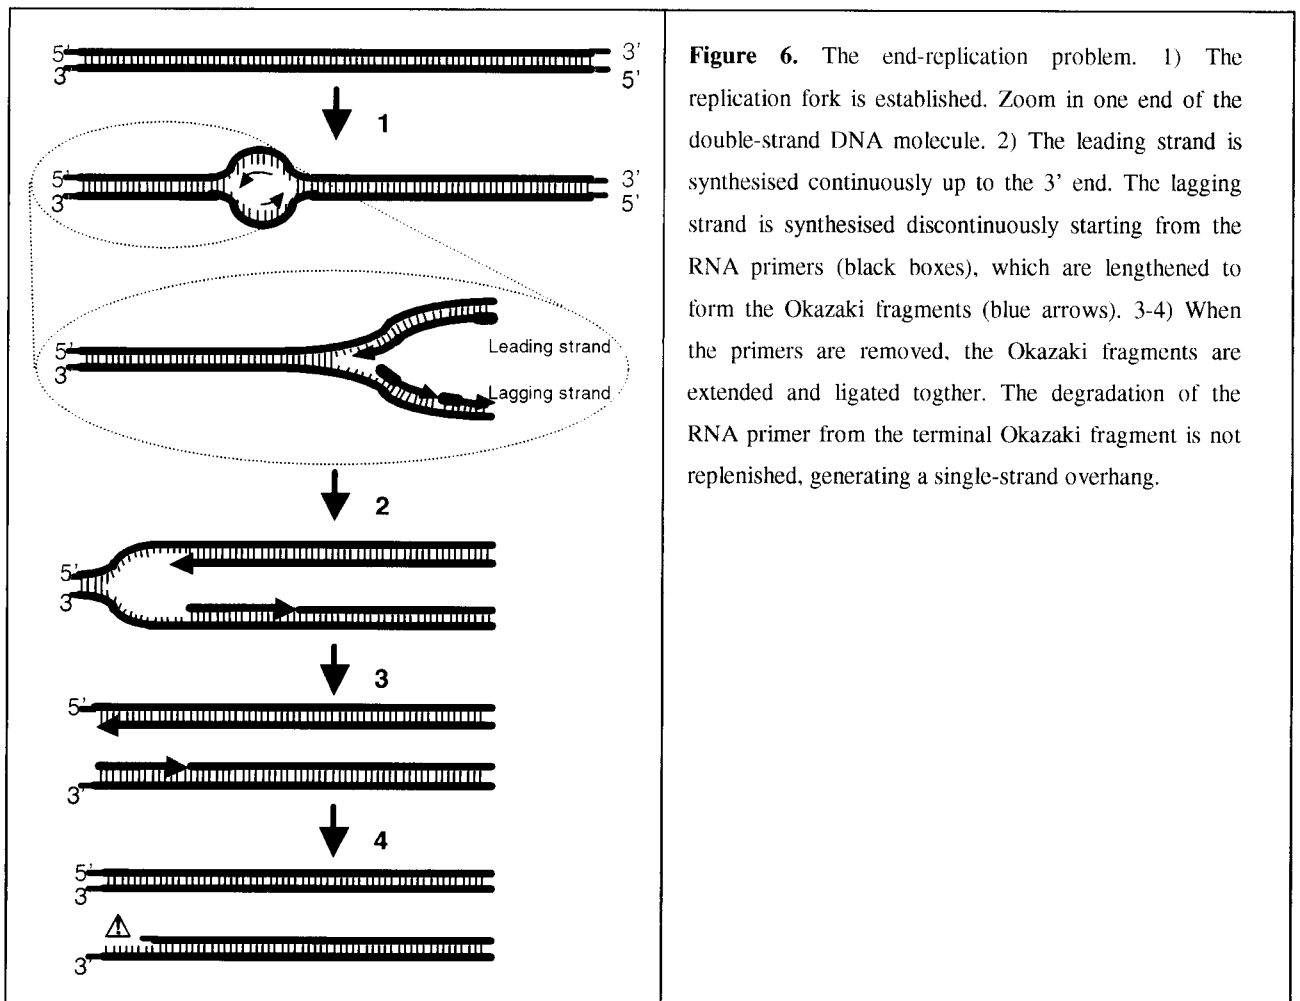 5' 3'
3' 5'
1
5' 3'
3' 5'
5'
3
Leading strand
Lagging strand
2
5'
3'
3
5'
3'
4
5'
3
3'
Figure 6. The end-replication problem. 1) The
replication fork is established. Zoom in one end of the
double-strand DNA molecule. 2) The leading strand is
synthesised continuously up to the 3' end. The lagging
strand is synthesised discontinuously starting from the
RNA primers (black boxes), which are lengthened to
form the Okazaki fragments (blue arrows). 3-4) When
the primers are removed, the Okazaki fragments are
extended and ligated togther. The degradation of the
RNA primer from the terminal Okazaki fragment is not
replenished, generating a single-strand overhang.